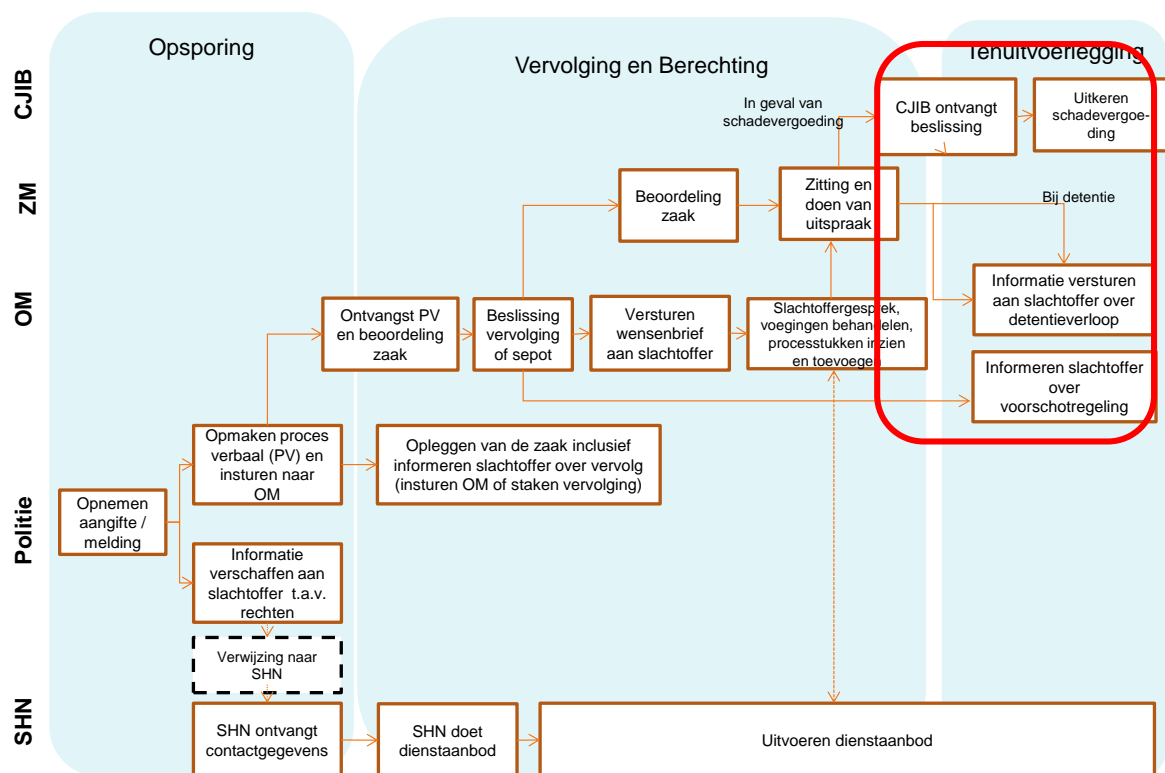 Opsporing
Vervolging en Berechting
Tenuitvoerlegging
CJIB
In geval van
schadevergoeding
CJIB ontvangt
beslissing
Uitkeren
schadevergoe-
ding
ZM
Beoordeling
zaak
Zitting en
doen van
uitspraak
Bij detentie
OM
Ontvangst PV
en beoordeling
zaak
Beslissing
vervolging
of sepot
Versturen
wensenbrief
aan slachtoffer
Slachtoffergesprek,
voegingen behandelen,
processtukken inzien
en toevoegen
Informatie versturen
aan slachtoffer over
detentieverloop
Informeren slachtoffer
over
voorschotregeling
Politie
Opnemen
aangifte /
melding
Opmaken proces
verbaal (PV) en
insturen naar
OM
Opleggen van de zaak inclusief
informeren slachtoffer over vervolg
(insturen OM of staken vervolging)
Informatie
verschaffen aan
slachtoffer t.a.v.
rechten
Verwijzing naar
SHN
SHN
SHN ontvangt
contactgegevens
SHN doet
dienstaanbod
Uitvoeren dienstaanbod